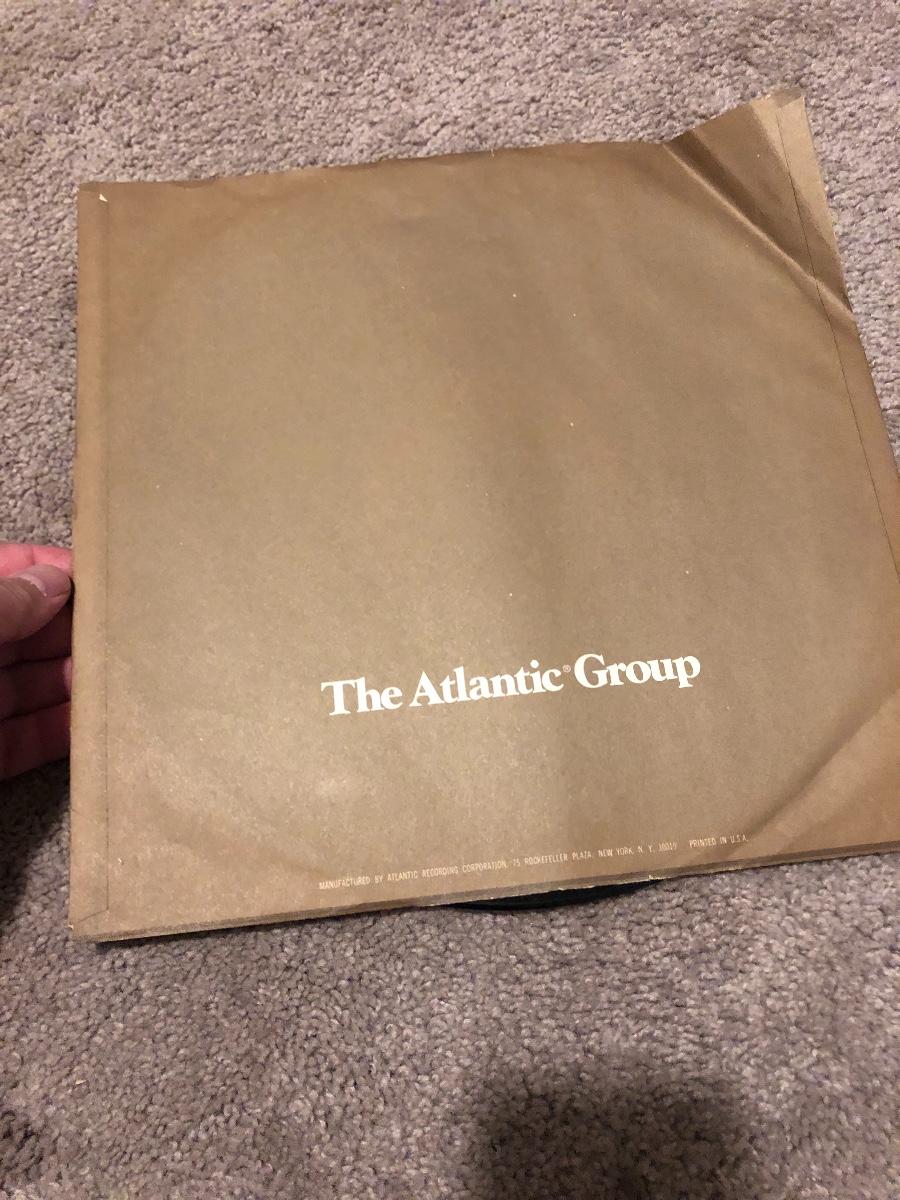 The Atlantic® Group
MANUFACTURED BY ATLANTIC RECORDING CORPORATION, 75 ROCKEFELLER PLAZA, NEW YORK, N. Y. 10019 PRINTED IN U.S.A.